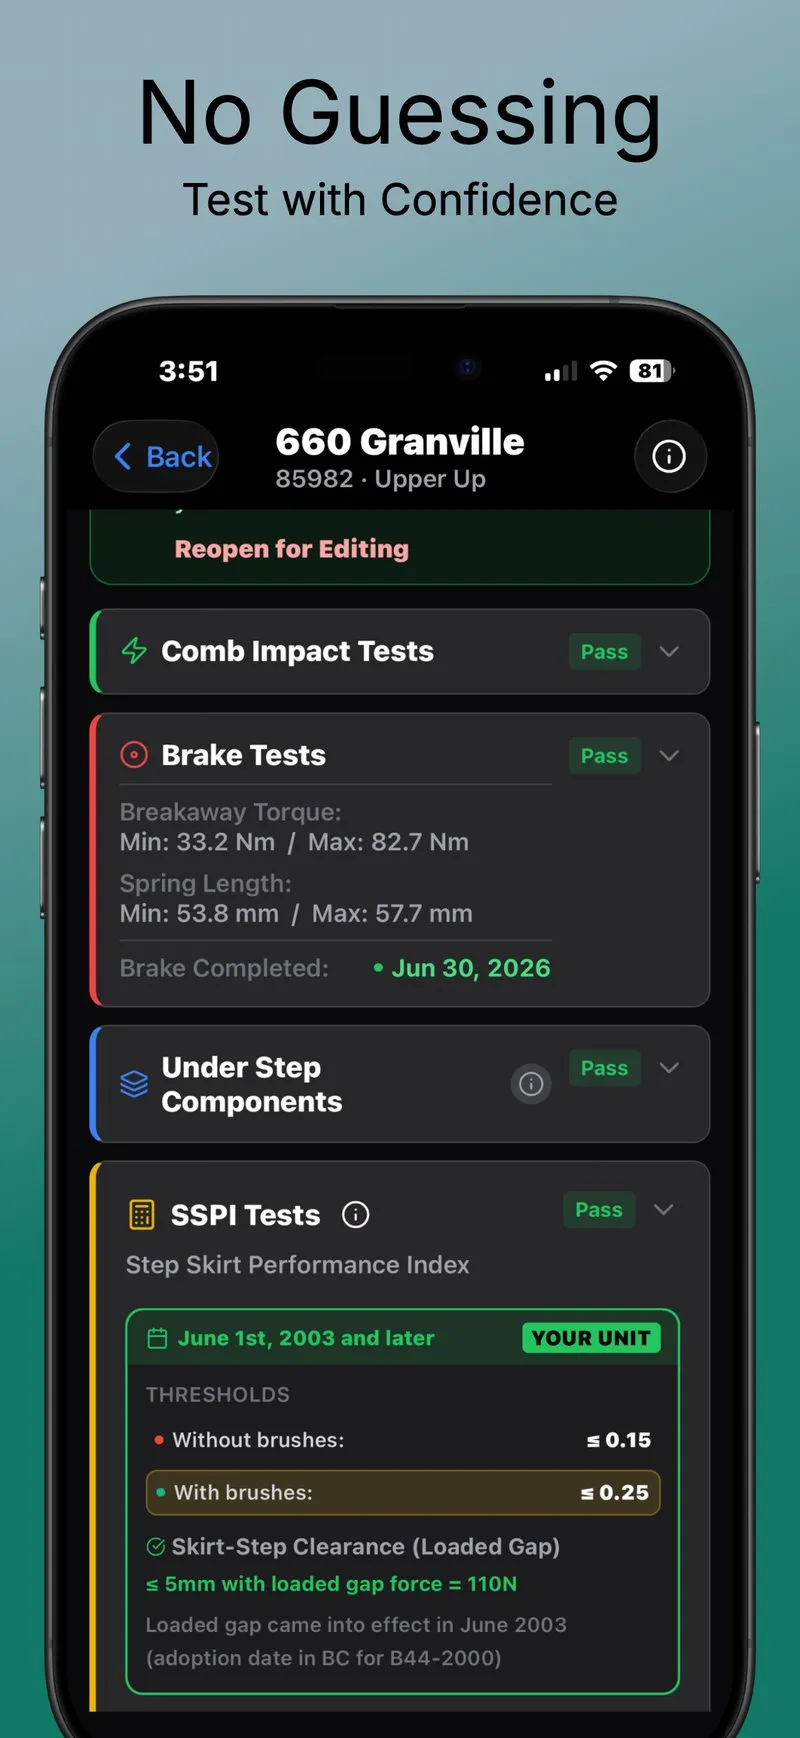 No Guessing
Test with Confidence
3:51
81
Back
660 Granville
85982 · Upper Up
Reopen for Editing
Comb Impact Tests
Pass
Brake Tests
Pass
Breakaway Torque:
Min: 33.2 Nm / Max: 82.7 Nm
Spring Length:
Min: 53.8 mm / Max: 57.7 mm
Brake Completed: • Jun 30, 2026
Under Step
Components
Pass
SSPI Tests
Pass
Step Skirt Performance Index
June 1st, 2003 and later
YOUR UNIT
THRESHOLDS
• Without brushes: ≤ 0.15
• With brushes: ≤ 0.25
Skirt-Step Clearance (Loaded Gap)
≤ 5mm with loaded gap force = 110N
Loaded gap came into effect in June 2003
(adoption date in BC for B44-2000)